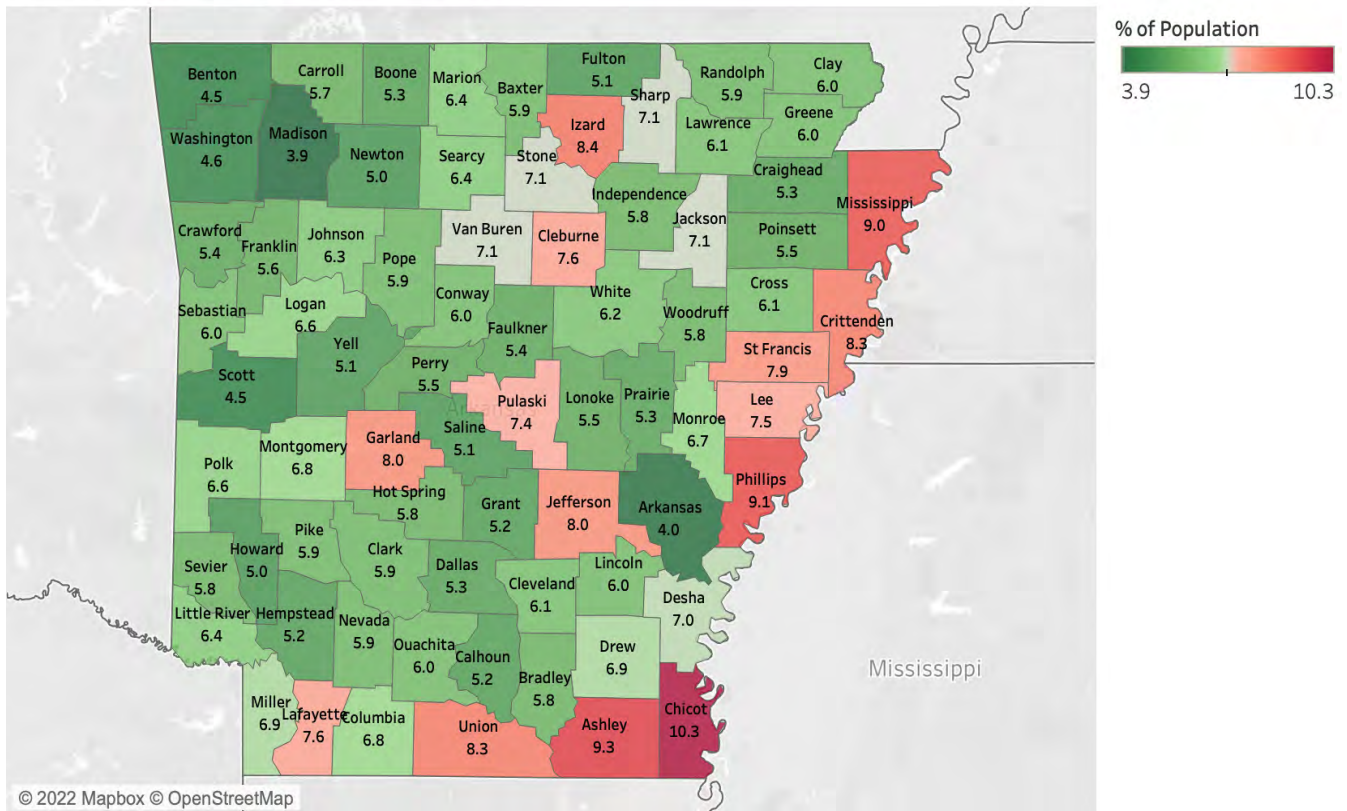 % of Population
3.9 10.3
Benton
4.5
Carroll
5.7
Boone
5.3
Marion
6.4
Baxter
5.9
Fulton
5.1
Sharp
7.1
Randolph
5.9
Clay
6.0
Washington
4.6
Madison
3.9
Newton
5.0
Searcy
6.4
Stone
7.1
Izard
8.4
Lawrence
6.1
Greene
6.0
Independence
5.8
Jackson
7.1
Craighead
5.3
Mississippi
9.0
Crawford
5.4
Franklin
5.6
Johnson
6.3
Pope
5.9
Van Buren
7.1
Cleburne
7.6
Poinsett
5.5
Sebastian
6.0
Logan
6.6
Conway
6.0
Faulkner
5.4
White
6.2
Woodruff
5.8
Cross
6.1
Crittenden
8.3
Scott
4.5
Yell
5.1
Perry
5.5
Pulaski
7.4
Arkansas
Lonoke
5.5
Prairie
5.3
St Francis
7.9
Monroe
6.7
Lee
7.5
Polk
6.6
Montgomery
6.8
Garland
8.0
Saline
5.1
Hot Spring
5.8
Grant
5.2
Jefferson
8.0
Arkansas
4.0
Phillips
9.1
Sevier
5.8
Howard
5.0
Pike
5.9
Clark
5.9
Dallas
5.3
Cleveland
6.1
Lincoln
6.0
Desha
7.0
Little River
6.4
Hempstead
5.2
Nevada
5.9
Ouachita
6.0
Calhoun
5.2
Bradley
5.8
Drew
6.9
Mississippi
Miller
6.9
Lafayette
7.6
Columbia
6.8
Union
8.3
Ashley
9.3
Chicot
10.3
© 2022 Mapbox © OpenStreetMap